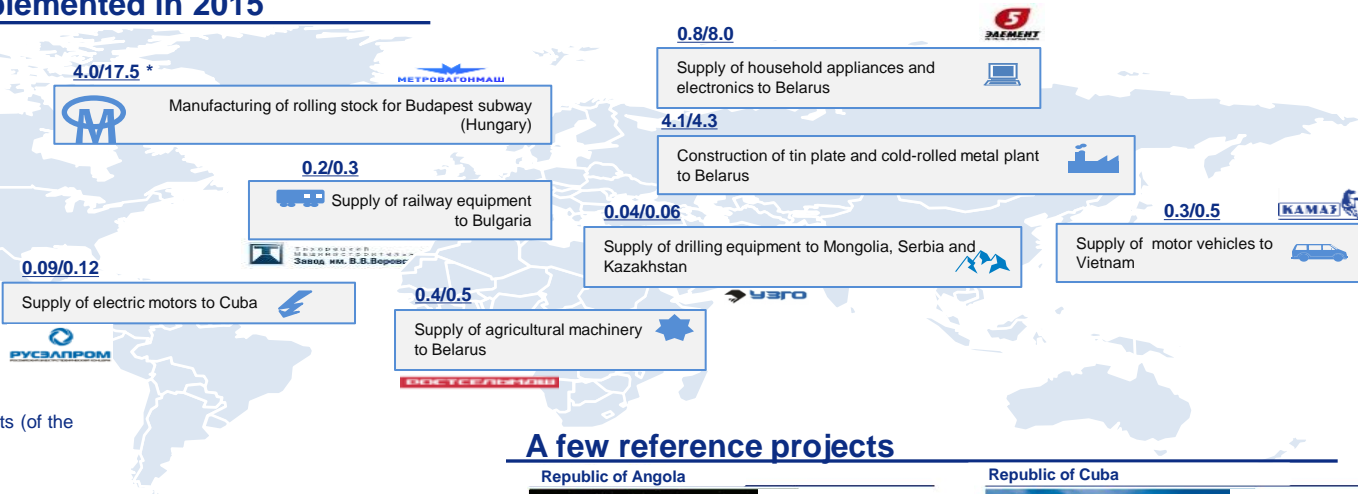 plemented in 2015
5
ЭЛЕМЕНТ
0.8/8.0
Supply of household appliances and
electronics to Belarus
4.0/17.5 *
МЕТРОВАГОНМАШ
Manufacturing of rolling stock for Budapest subway
(Hungary)
4.1/4.3
Construction of tin plate and cold-rolled metal plant
to Belarus
0.2/0.3
Supply of railway equipment
to Bulgaria
Завод им. В.В.Воровс
0.04/0.06
Supply of drilling equipment to Mongolia, Serbia and
Kazakhstan
УЗГО
0.3/0.5
КАМАЗ
Supply of motor vehicles to
Vietnam
0.09/0.12
Supply of electric motors to Cuba
РУСЭЛПРОМ
0.4/0.5
Supply of agricultural machinery
to Belarus
РОСТСЕЛЬМАШ
ts (of the
A few reference projects
Republic of Angola
Republic of Cuba